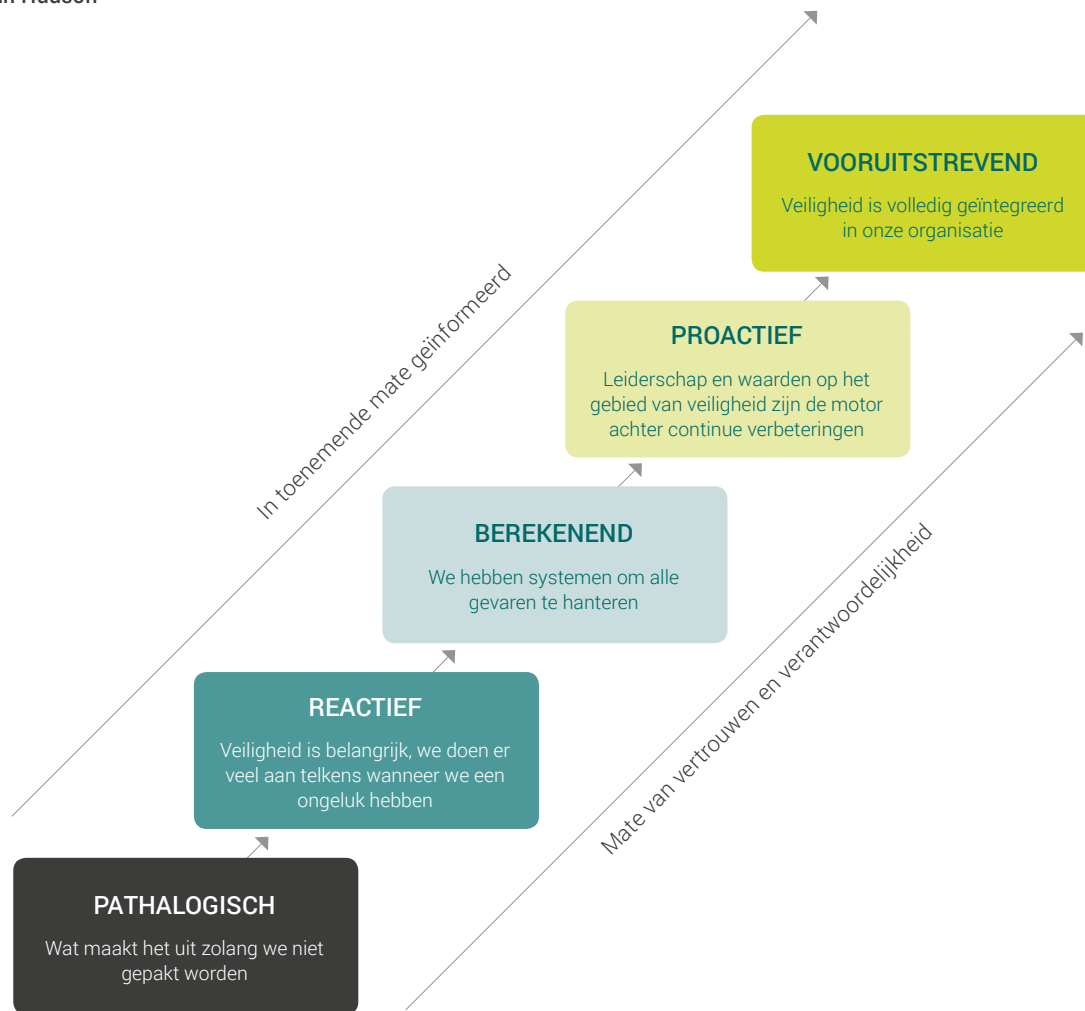 Hudson
VOORUITSTREVEND
Veiligheid is volledig geïntegreerd
in onze organisatie
In toenemende mate geïnformeerd
PROACTIEF
Leiderschap en waarden op het
gebied van veiligheid zijn de motor
achter continue verbeteringen
BEREKENEND
We hebben systemen om alle
gevaren te hanteren
Mate van vertrouwen en verantwoordelijkheid
REACTIEF
Veiligheid is belangrijk, we doen er
veel aan telkens wanneer we een
ongeluk hebben
PATHALOGISCH
Wat maakt het uit zolang we niet
gepakt worden